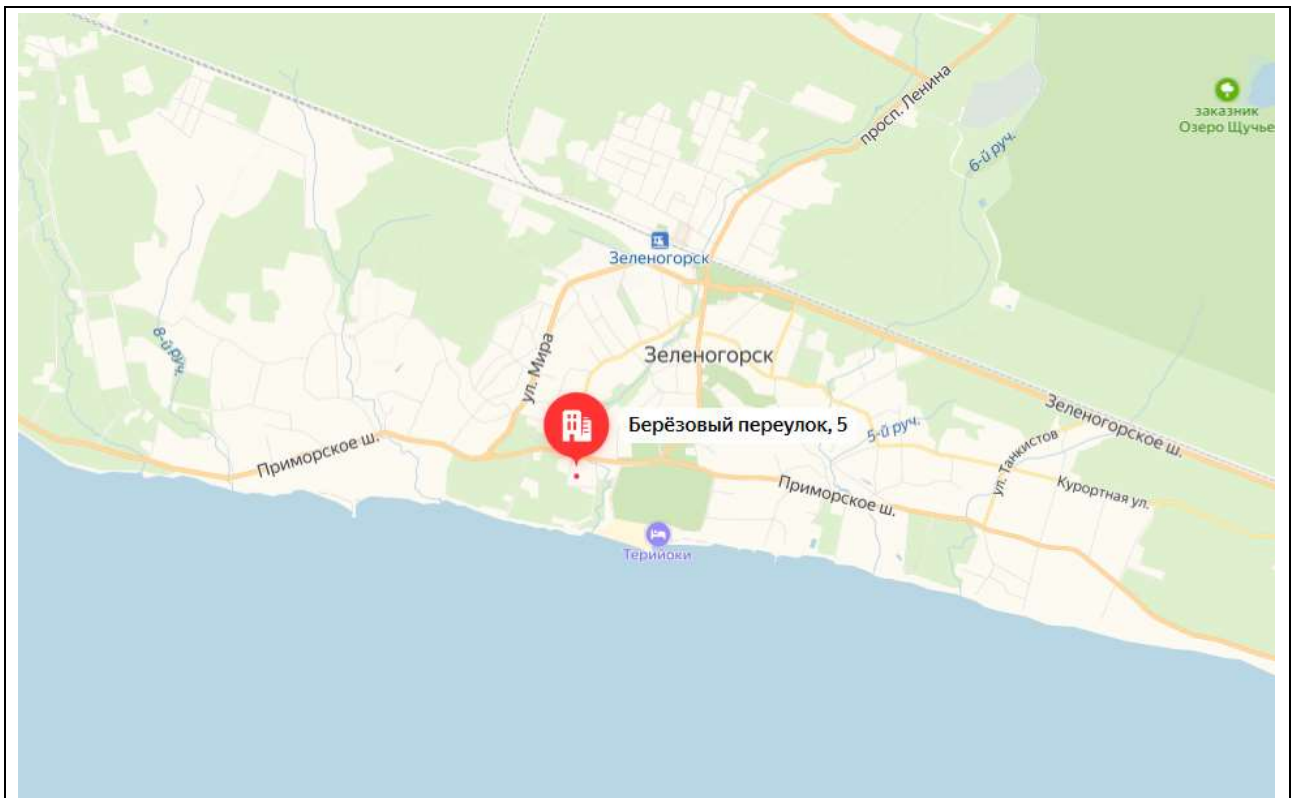 просп. Ленина
заказник
Озеро Щучье
6-й руч.
Зеленогорск
8-й руч.
ул. Мира
Зеленогорск
Берёзовый переулок, 5
5-й руч.
Зеленогорское ш.
ул. Танкистов
Приморское ш.
Приморское ш.
Курортная ул.
Терийоки